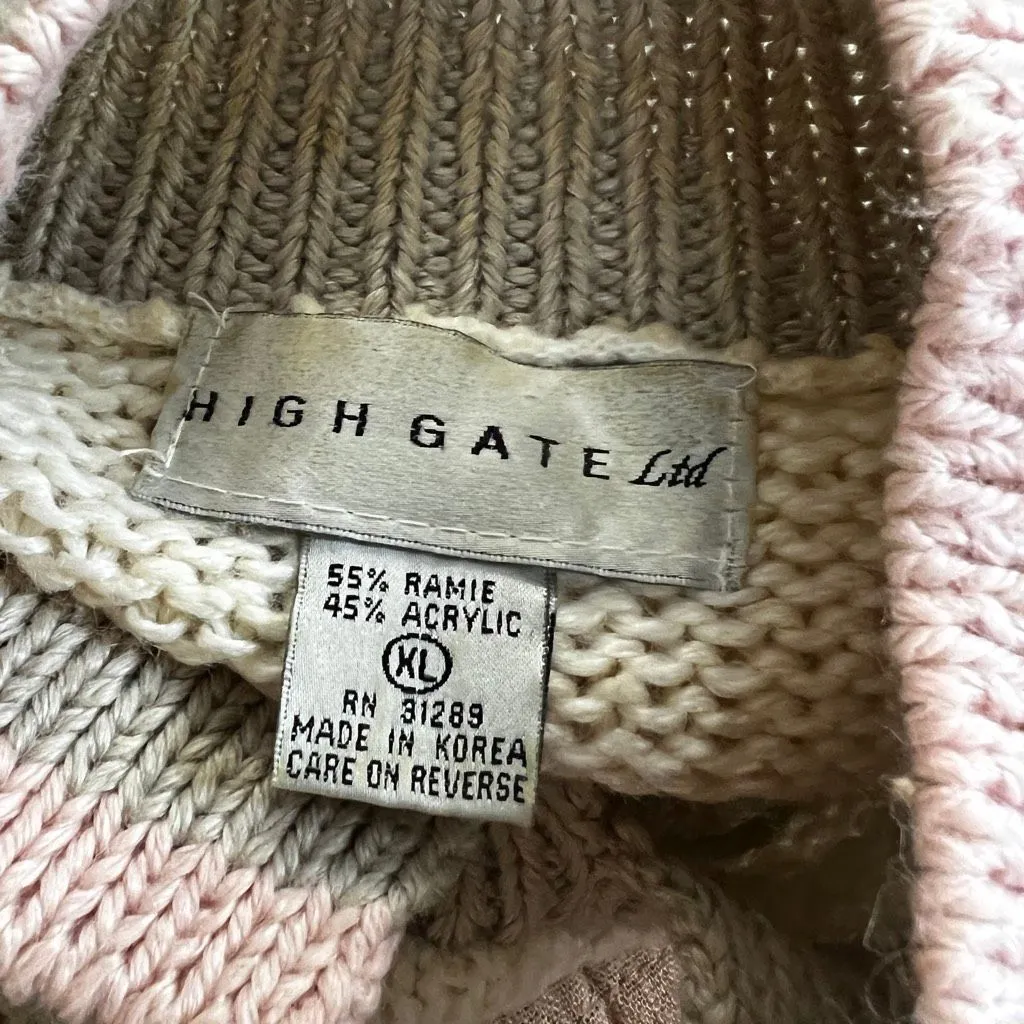 HIGH GATE Ltd
55% RAMIE
45% ACRYLIC
XL
RN 31289
MADE IN KOREA
CARE ON REVERSE